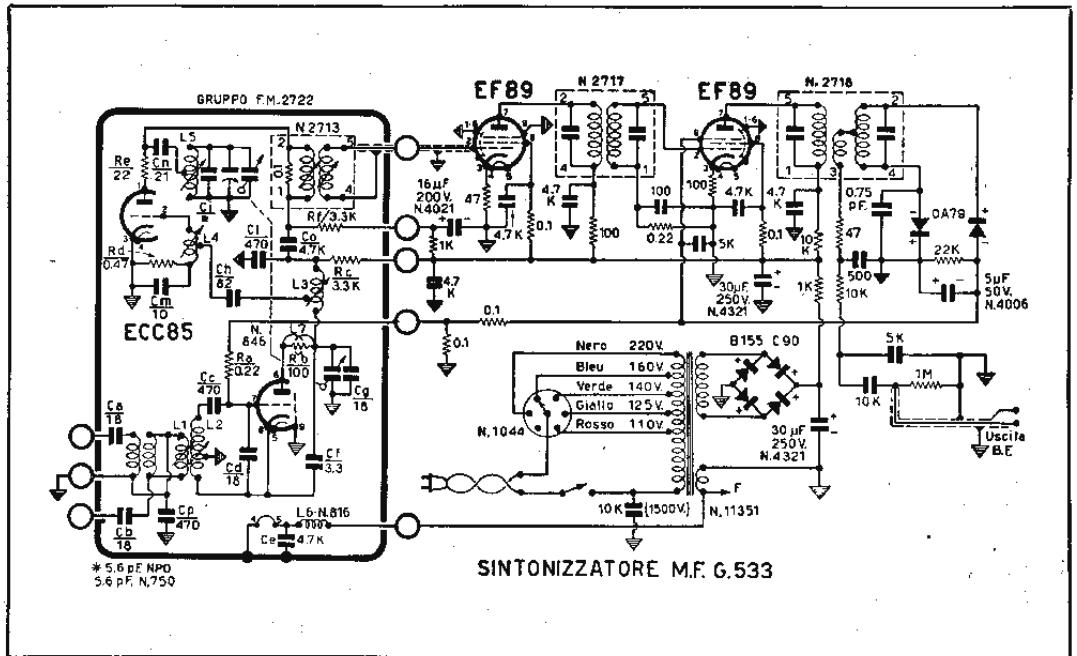 GRUPPO F.M.-2722
EF89
N.2717
EF89
N.2718
N.2713
L5
Re
22
Cn
21
0.1
Rf/3.3K
16µF
200V.
N.4021
1K
47
4.7K
0.1
4.7
K
100
100
0.22
100
5K
4.7K
0.1
30µF
250V.
N.4321
4.7
K
10
K
1K
47
10K
0.75
pF.
500
OA79
22K
5µF
50V.
N.4006
L4
Rd
0.47
Cm
10
ECC85
Ch
82
Cl
470
Co
4.7K
L3
Rc
3.3K
4.7
K
N.
846
L7
Rb
100
Ra
0.22
Cc
470
Cg
18
Ca
18
L1
L2
Cd
18
Cf
3.3
Cp
470
Cb
18
L6-N.816
Ce
4.7K
0.1
0.1
Nero 220V.
Bleu 160V.
Verde 140V.
Giallo 125V.
Rosso 110V.
N.1044
B155 C90
30µF
250V.
N.4321
5K
1M
10K
Uscita
B.F.
10K
(1500V.)
F
N.11351
* 5.6 pF NPO
5.6 pF. N.750
SINTONIZZATORE M.F. G.533